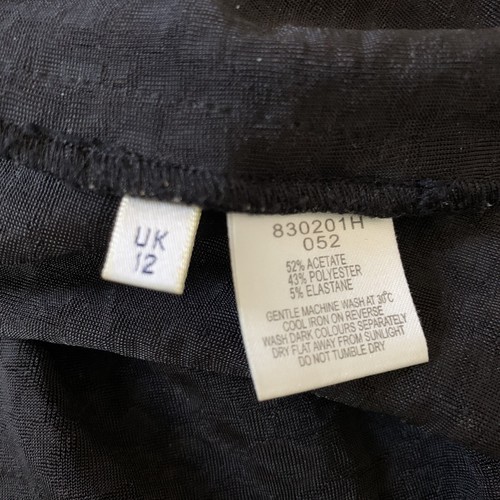 UK
12
830201H
052
52% ACETATE
43% POLYESTER
5% ELASTANE
GENTLE MACHINE WASH AT 30°C
COOL IRON ON REVERSE
WASH DARK COLOURS SEPARATELY
DRY FLAT AWAY FROM SUNLIGHT
DO NOT TUMBLE DRY